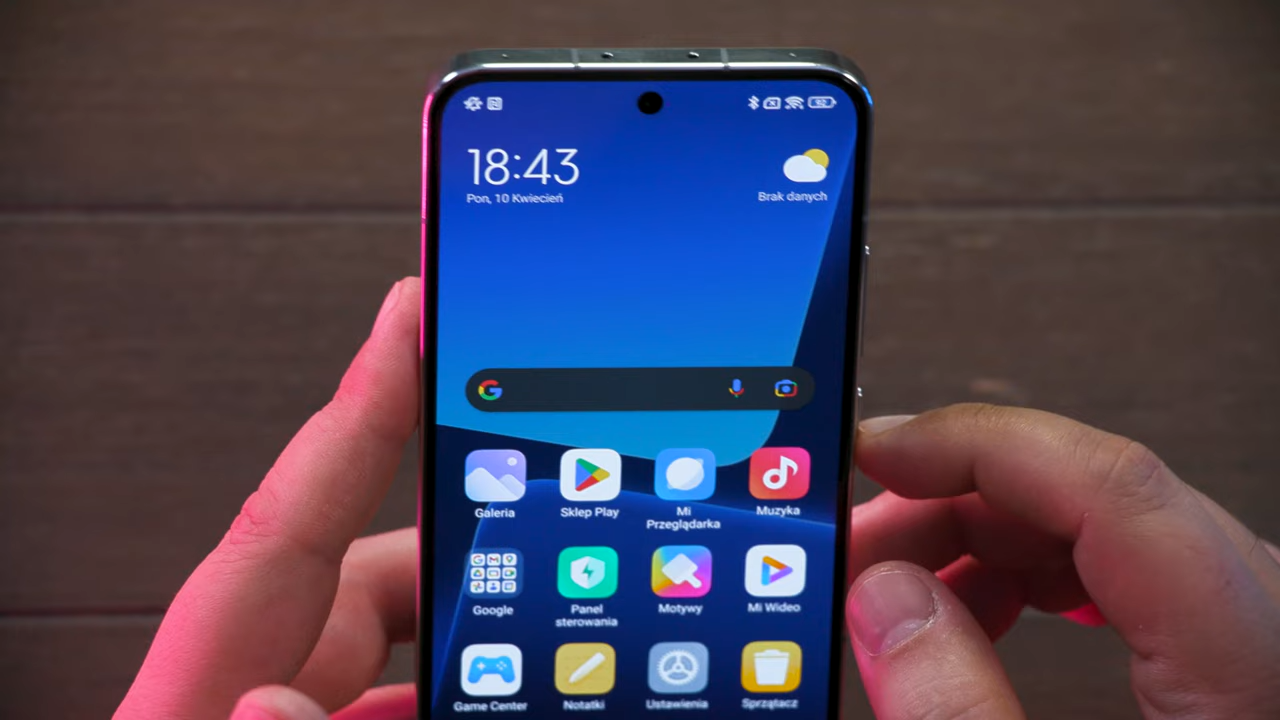 18:43
Pon, 10 Kwiecień
Brak danych
Galeria
Sklep Play
Mi
Przeglądarka
Muzyka
Google
Panel
sterowania
Motywy
Mi Wideo
Game Center
Notatki
Ustawienia
Sprzątacz